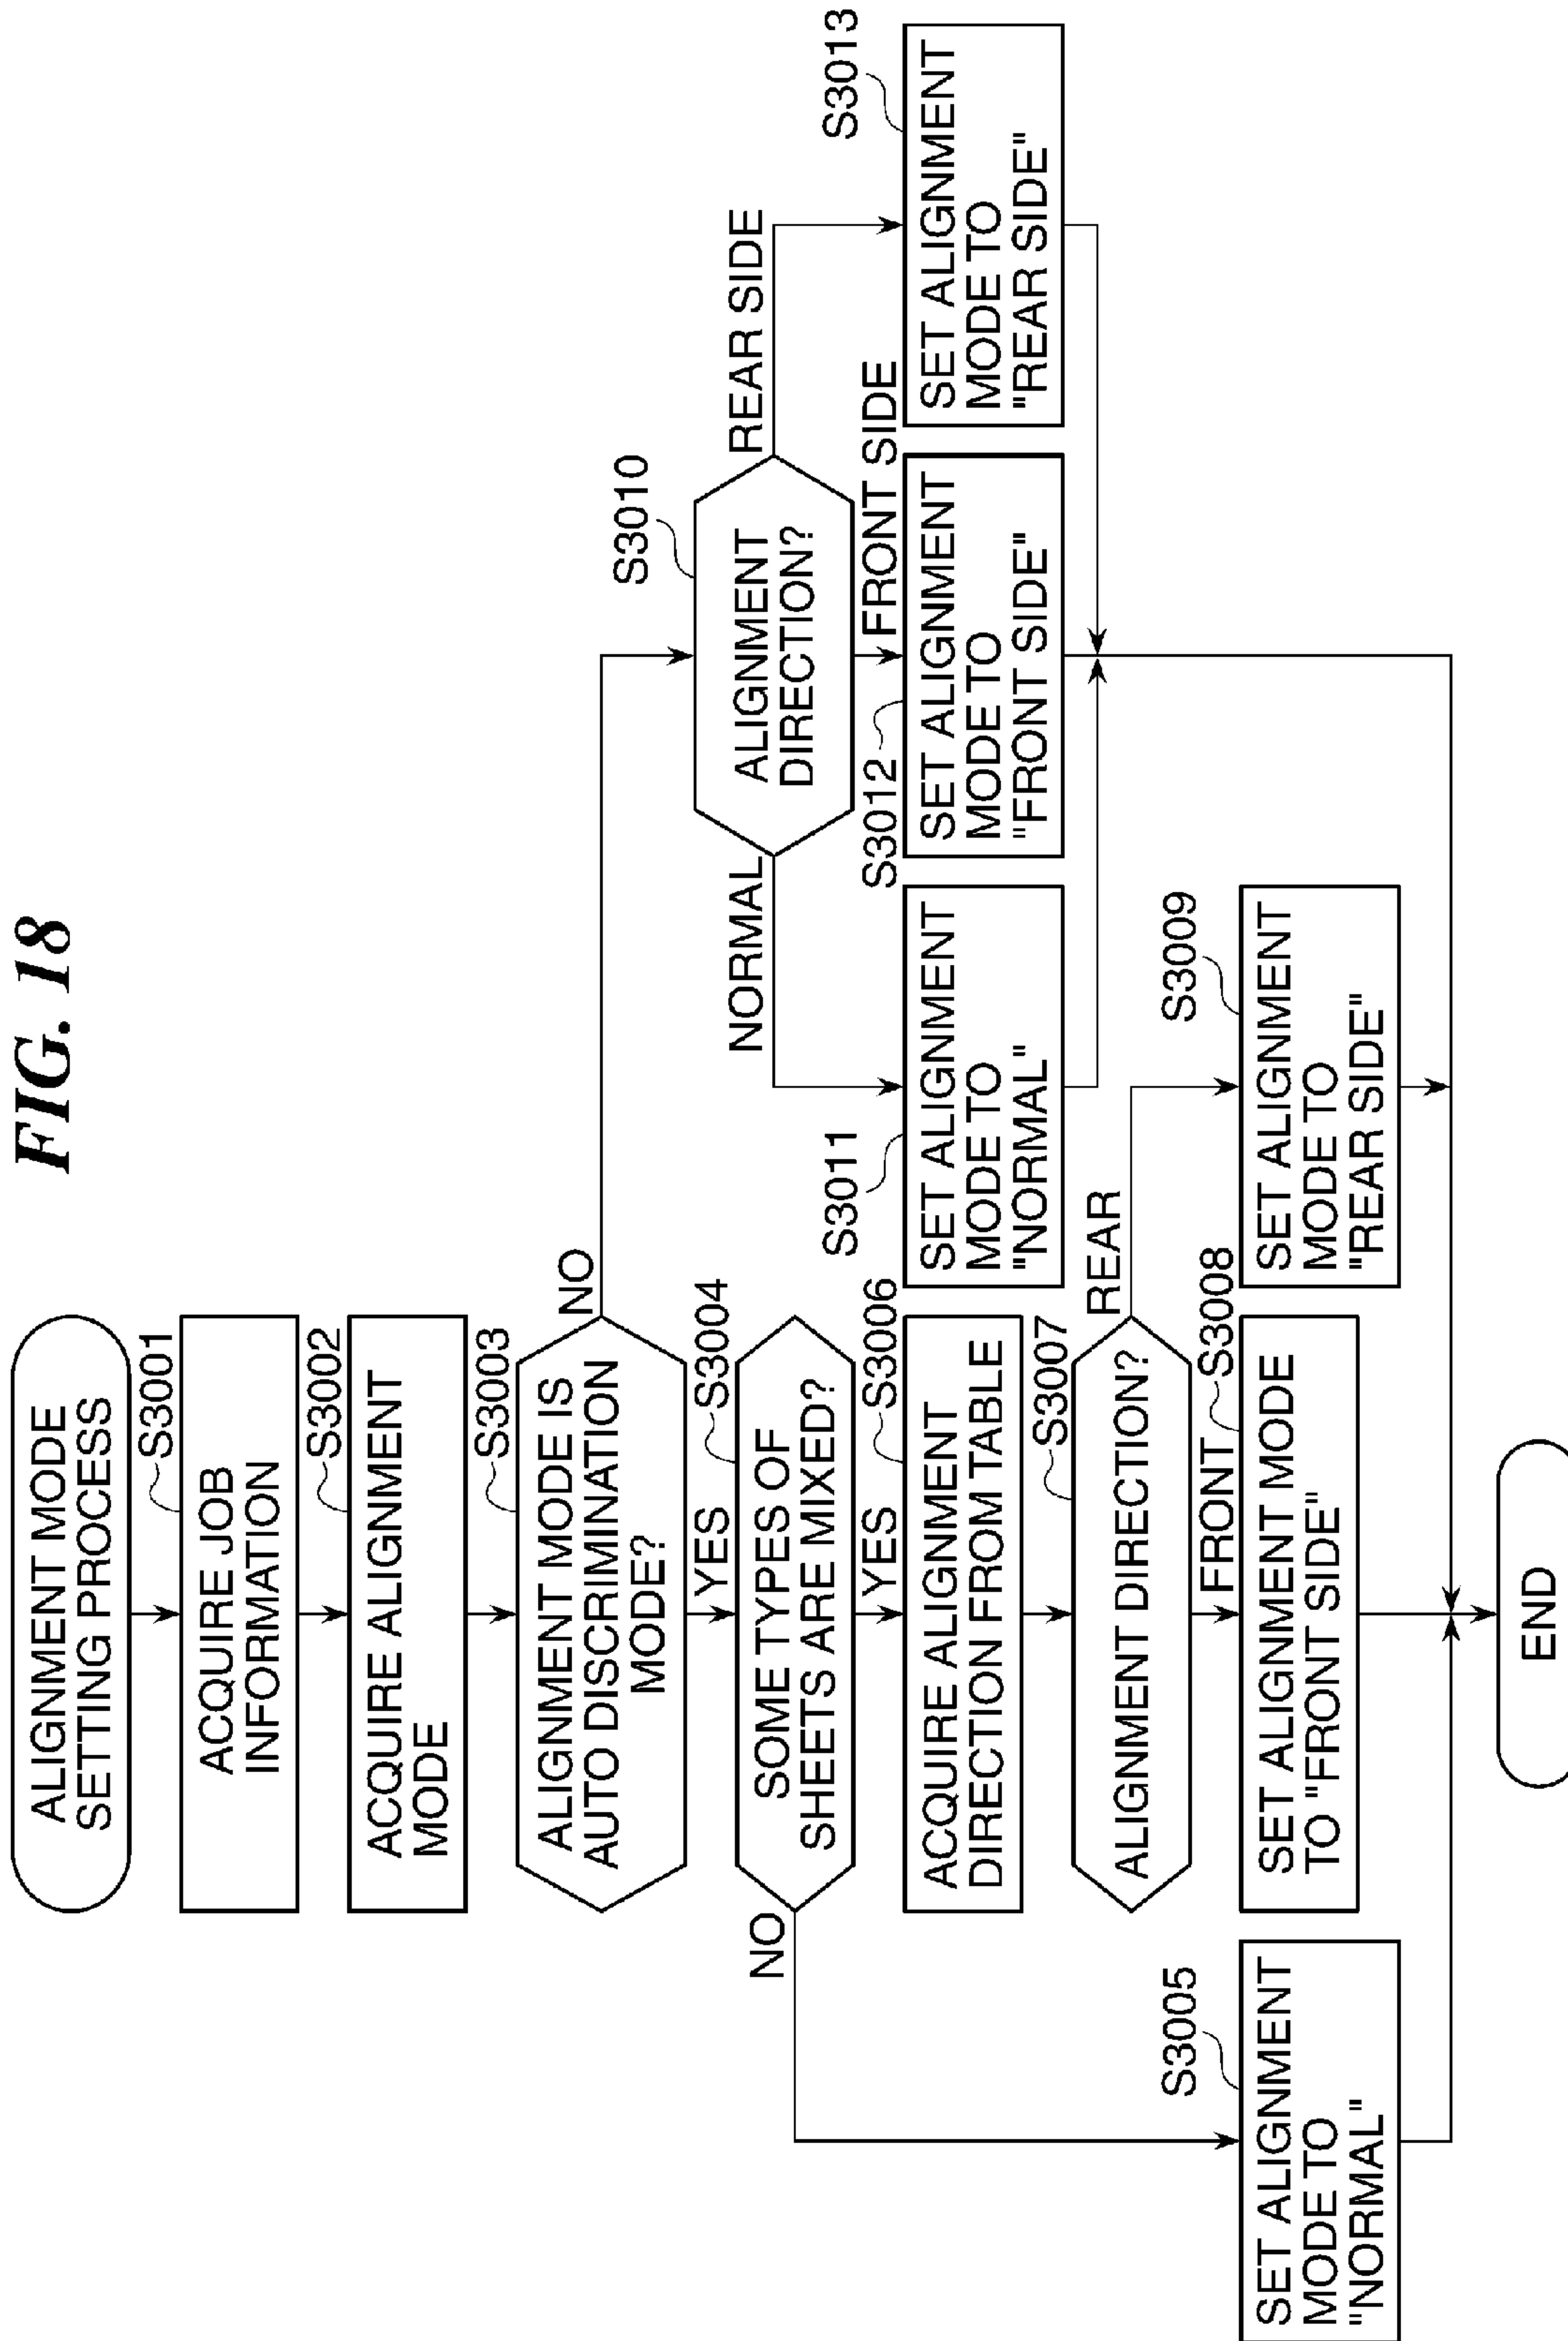 FIG. 18
ALIGNMENT MODE
SETTING PROCESS
S3001
ACQUIRE JOB
INFORMATION
S3002
ACQUIRE ALIGNMENT
MODE
S3003
ALIGNMENT MODE IS
AUTO DISCRIMINATION
MODE?
NO
YES
S3004
SOME TYPES OF
SHEETS ARE MIXED?
NO
YES
S3006
ACQUIRE ALIGNMENT
DIRECTION FROM TABLE
S3007
ALIGNMENT DIRECTION?
REAR
FRONT
S3008
SET ALIGNMENT MODE
TO "FRONT SIDE"
S3005
SET ALIGNMENT
MODE TO
"NORMAL"
S3009
SET ALIGNMENT
MODE TO
"REAR SIDE"
S3010
ALIGNMENT
DIRECTION?
NORMAL
FRONT SIDE
REAR SIDE
S3011
SET ALIGNMENT
MODE TO
"NORMAL"
S3012
SET ALIGNMENT
MODE TO
"FRONT SIDE"
S3013
SET ALIGNMENT
MODE TO
"REAR SIDE"
END